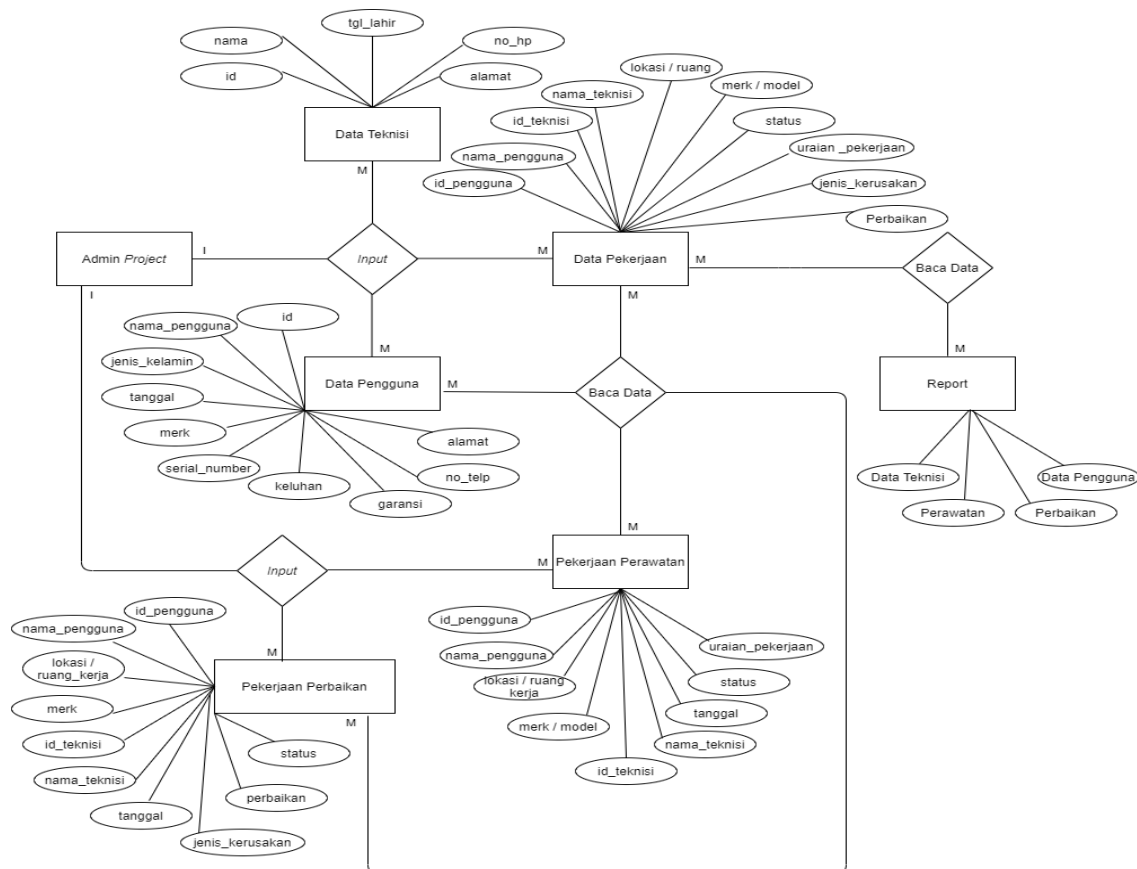 tgl_lahir
nama
no_hp
id
alamat
Data Teknisi
M
lokasi / ruang
merk / model
nama_teknisi
status
id_teknisi
uraian _pekerjaan
nama_pengguna
jenis_kerusakan
id_pengguna
Perbaikan
Admin Project
I
Input
M
Data Pekerjaan
M
Baca Data
I
M
M
M
Report
Data Teknisi
Data Pengguna
Perawatan
Perbaikan
id
nama_pengguna
jenis_kelamin
Data Pengguna
M
Baca Data
tanggal
merk
alamat
serial_number
no_telp
keluhan
garansi
M
Input
M
Pekerjaan Perawatan
id_pengguna
uraian_pekerjaan
nama_pengguna
status
lokasi / ruang
kerja
tanggal
merk / model
nama_teknisi
id_teknisi
id_pengguna
nama_pengguna
M
lokasi /
ruang_kerja
Pekerjaan Perbaikan
M
merk
id_teknisi
status
nama_teknisi
perbaikan
tanggal
jenis_kerusakan